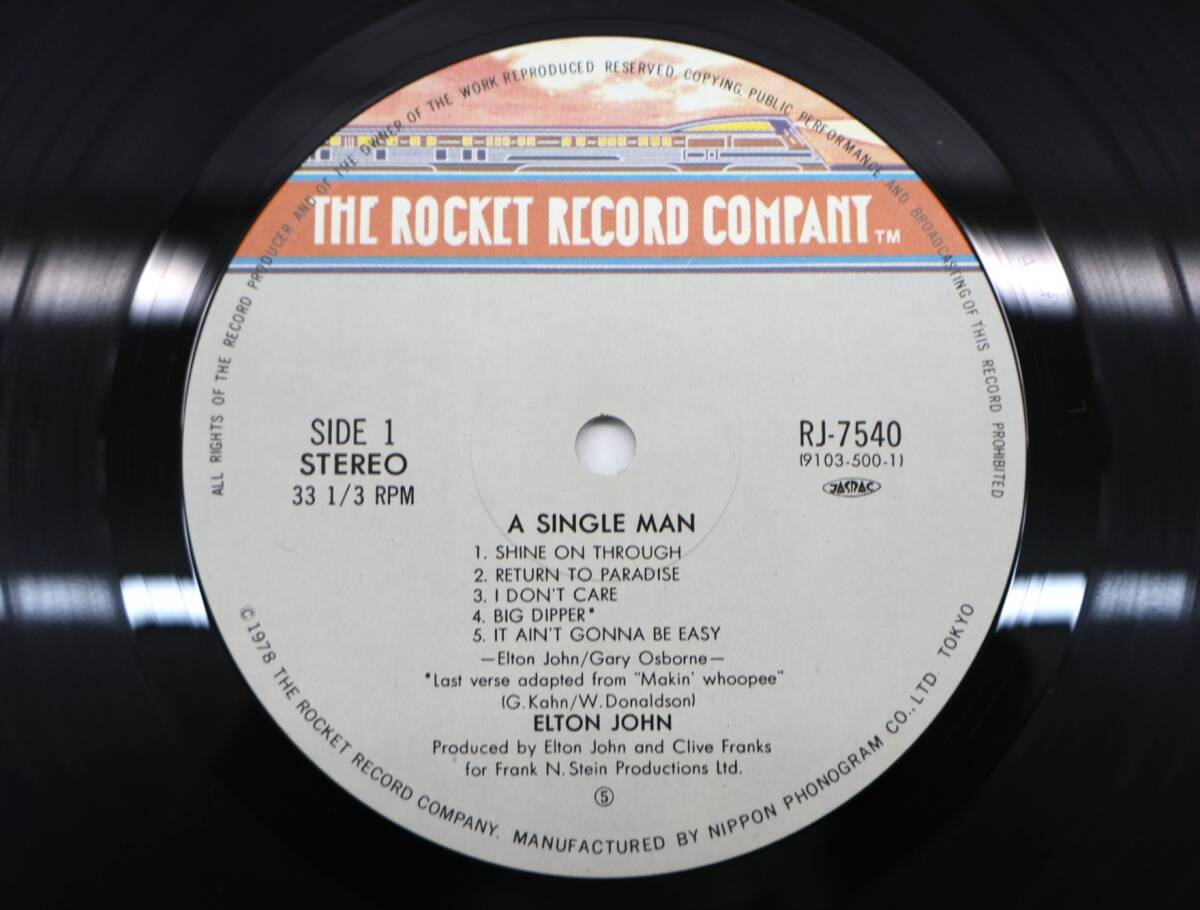 ALL RIGHTS OF THE RECORD PRODUCER AND OF THE OWNER OF THE WORK REPRODUCED RESERVED. COPYING, PUBLIC PERFORMANCE AND BROADCASTING OF THIS RECORD PROHIBITED
THE ROCKET RECORD COMPANY TM
SIDE 1
STEREO
33 1/3 RPM
RJ-7540
(9103-500-1)
JASRAC
A SINGLE MAN
1. SHINE ON THROUGH
2. RETURN TO PARADISE
3. I DON'T CARE
4. BIG DIPPER*
5. IT AIN'T GONNA BE EASY
—Elton John/Gary Osborne—
*Last verse adapted from "Makin' whoopee"
(G. Kahn/W. Donaldson)
ELTON JOHN
Produced by Elton John and Clive Franks
for Frank N. Stein Productions Ltd.
⑤
© 1978 THE ROCKET RECORD COMPANY. MANUFACTURED BY NIPPON PHONOGRAM CO., LTD. TOKYO